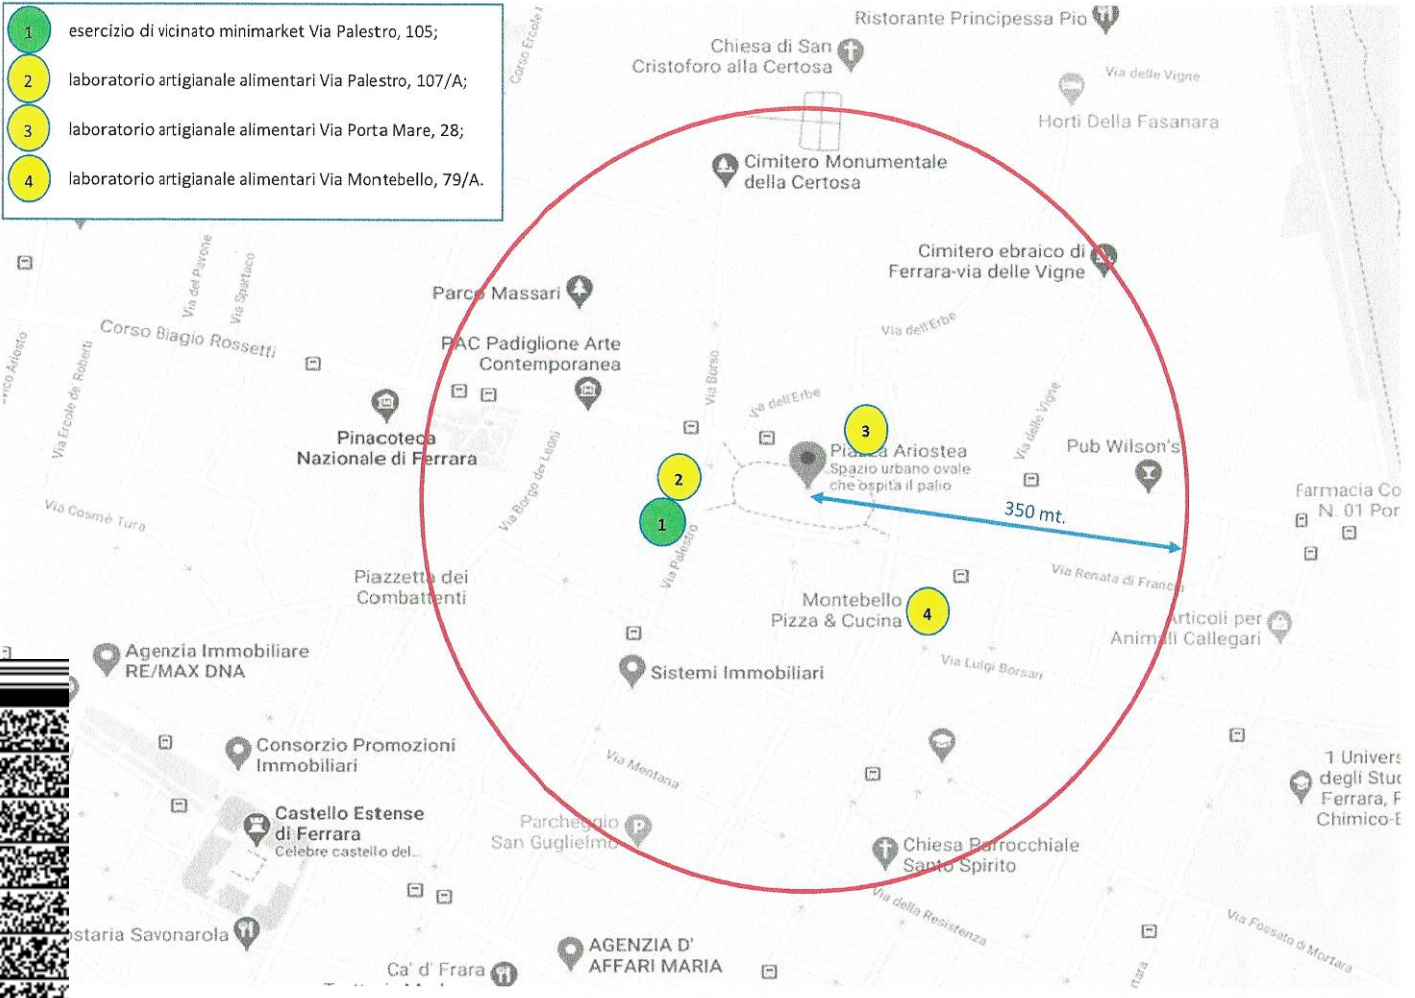 1 esercizio di vicinato minimarket Via Palestro, 105;
2 laboratorio artigianale alimentari Via Palestro, 107/A;
3 laboratorio artigianale alimentari Via Porta Mare, 28;
4 laboratorio artigianale alimentari Via Montebello, 79/A.
Ristorante Principessa Pio
Chiesa di San
Cristoforo alla Certosa
Via delle Vigne
Horti Della Fasanara
Cimitero Monumentale
della Certosa
Cimitero ebraico di
Ferrara-via delle Vigne
Via del Pavone
Via Spartaco
Parco Massari
Corso Biagio Rossetti
Via Ercole de' Roberti
PAC Padiglione Arte
Contemporanea
Via Borso
Via dell'Erbe
Via dell'Erbe
Via delle Vigne
Pinacoteca
Nazionale di Ferrara
Via Borgo dei Leoni
3
Piazza Ariostea
Spazio urbano ovale
che ospita il palio
Pub Wilson's
2
1
350 mt.
Farmacia Co
N. 01 Por
Via Cosmè Tura
Via Palestro
Piazzetta dei
Combattenti
Via Renata di Francia
Montebello
Pizza & Cucina
4
Articoli per
Animali Callegari
Agenzia Immobiliare
RE/MAX DNA
Sistemi Immobiliari
Via Luigi Borsari
Consorzio Promozioni
Immobiliari
Via Mentana
1 Univers
degli Stud
Ferrara, F
Chimico-B
Castello Estense
di Ferrara
Celebre castello del...
Parcheggio
San Guglielmo
P
Chiesa Parrocchiale
Santo Spirito
Via della Resistenza
Via Fossato di Mortara
ostaria Savonarola
AGENZIA D'
AFFARI MARIA
Ca' d' Frara
tara